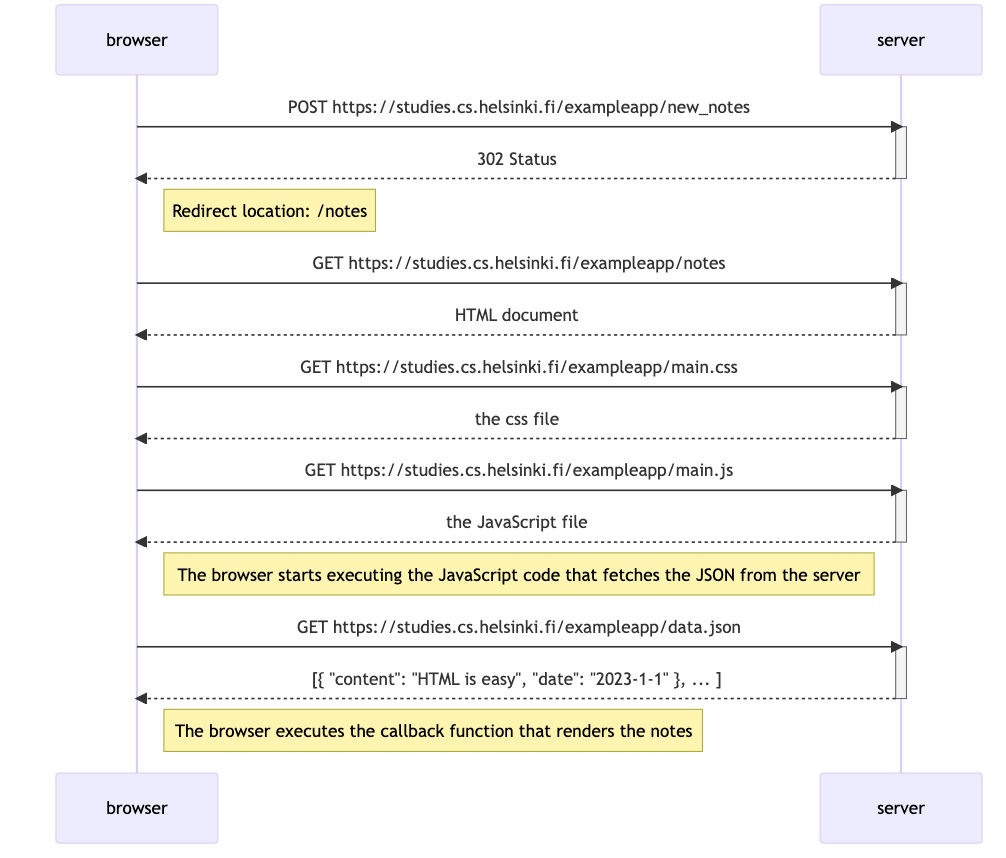 browser
server
POST https://studies.cs.helsinki.fi/exampleapp/new_notes
302 Status
Redirect location: /notes
GET https://studies.cs.helsinki.fi/exampleapp/notes
HTML document
GET https://studies.cs.helsinki.fi/exampleapp/main.css
the css file
GET https://studies.cs.helsinki.fi/exampleapp/main.js
the JavaScript file
The browser starts executing the JavaScript code that fetches the JSON from the server
GET https://studies.cs.helsinki.fi/exampleapp/data.json
[{ "content": "HTML is easy", "date": "2023-1-1" }, ... ]
The browser executes the callback function that renders the notes
browser
server